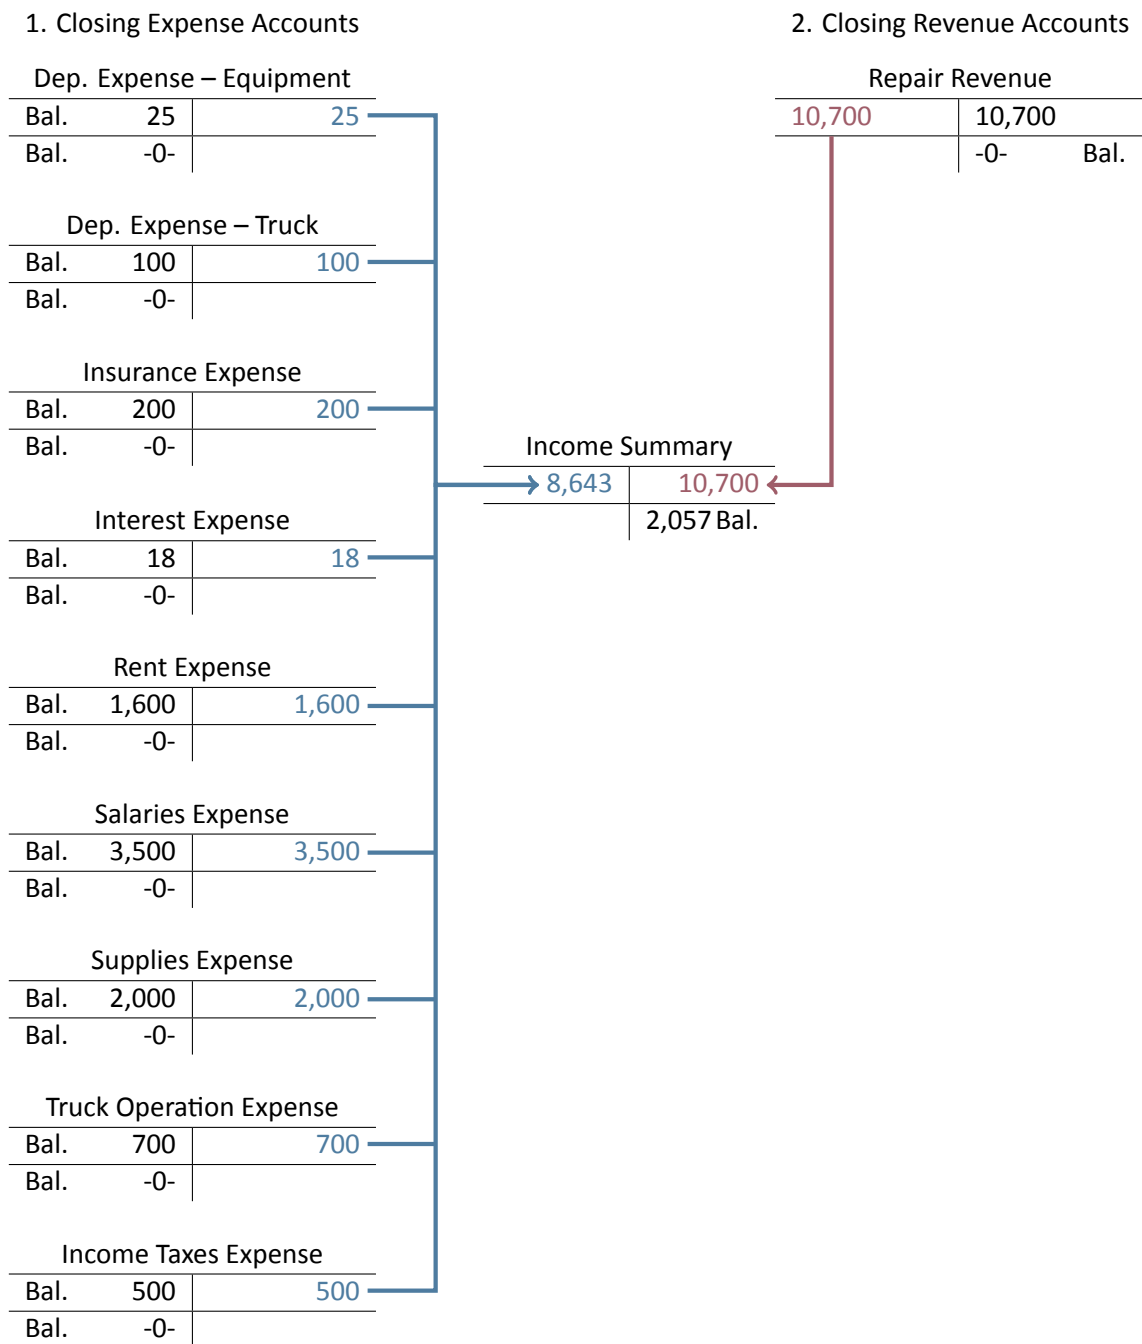 1. Closing Expense Accounts
2. Closing Revenue Accounts
Dep. Expense – Equipment
Bal. 25 25
Bal. -0-
Repair Revenue
10,700 10,700
-0- Bal.
Dep. Expense – Truck
Bal. 100 100
Bal. -0-
Insurance Expense
Bal. 200 200
Bal. -0-
Income Summary
8,643 10,700
2,057 Bal.
Interest Expense
Bal. 18 18
Bal. -0-
Rent Expense
Bal. 1,600 1,600
Bal. -0-
Salaries Expense
Bal. 3,500 3,500
Bal. -0-
Supplies Expense
Bal. 2,000 2,000
Bal. -0-
Truck Operation Expense
Bal. 700 700
Bal. -0-
Income Taxes Expense
Bal. 500 500
Bal. -0-